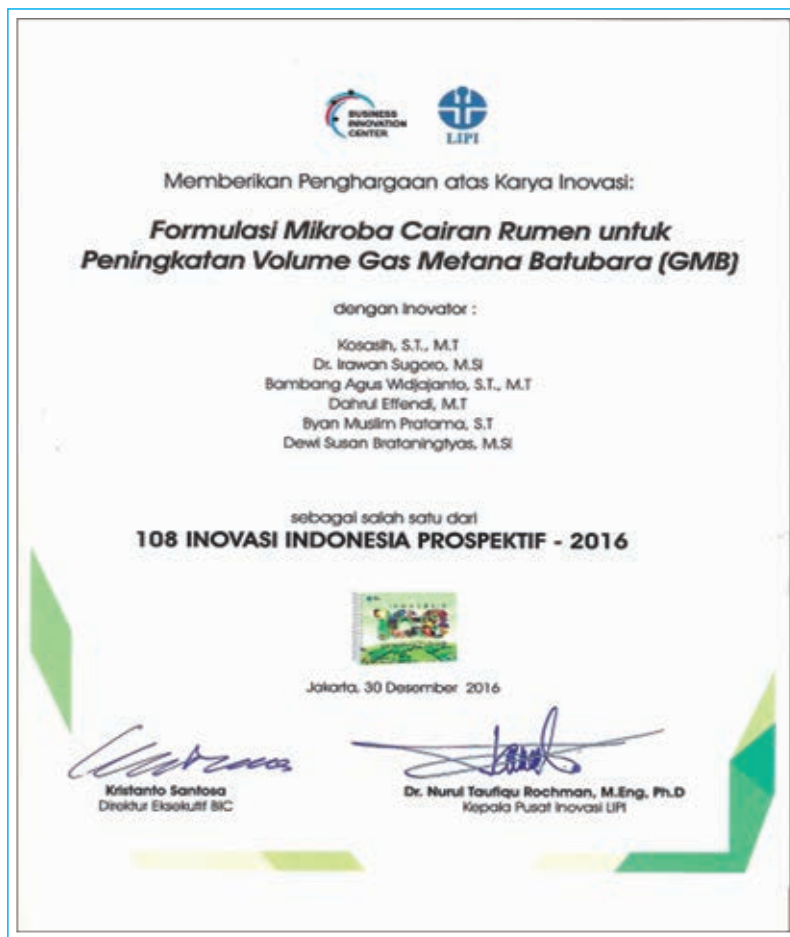 BUSINESS
INNOVATION
CENTER
LIPI
Memberikan Penghargaan atas Karya Inovasi:
Formulasi Mikroba Cairan Rumen untuk
Peningkatan Volume Gas Metana Batubara (GMB)
dengan Inovator :
Kosasih, S.T., M.T
Dr. Irawan Sugoro, M.Si
Bambang Agus Widjajanto, S.T., M.T
Dahrul Effendi, M.T
Byan Muslim Pratama, S.T
Dewi Susan Brataningtyas, M.Si
sebagai salah satu dari
108 INOVASI INDONESIA PROSPEKTIF - 2016
108
Jakarta, 30 Desember 2016
Kristanto Santosa
Direktur Eksekutif BIC
Dr. Nurul Taufiqu Rochman, M.Eng, Ph.D
Kepala Pusat Inovasi LIPI